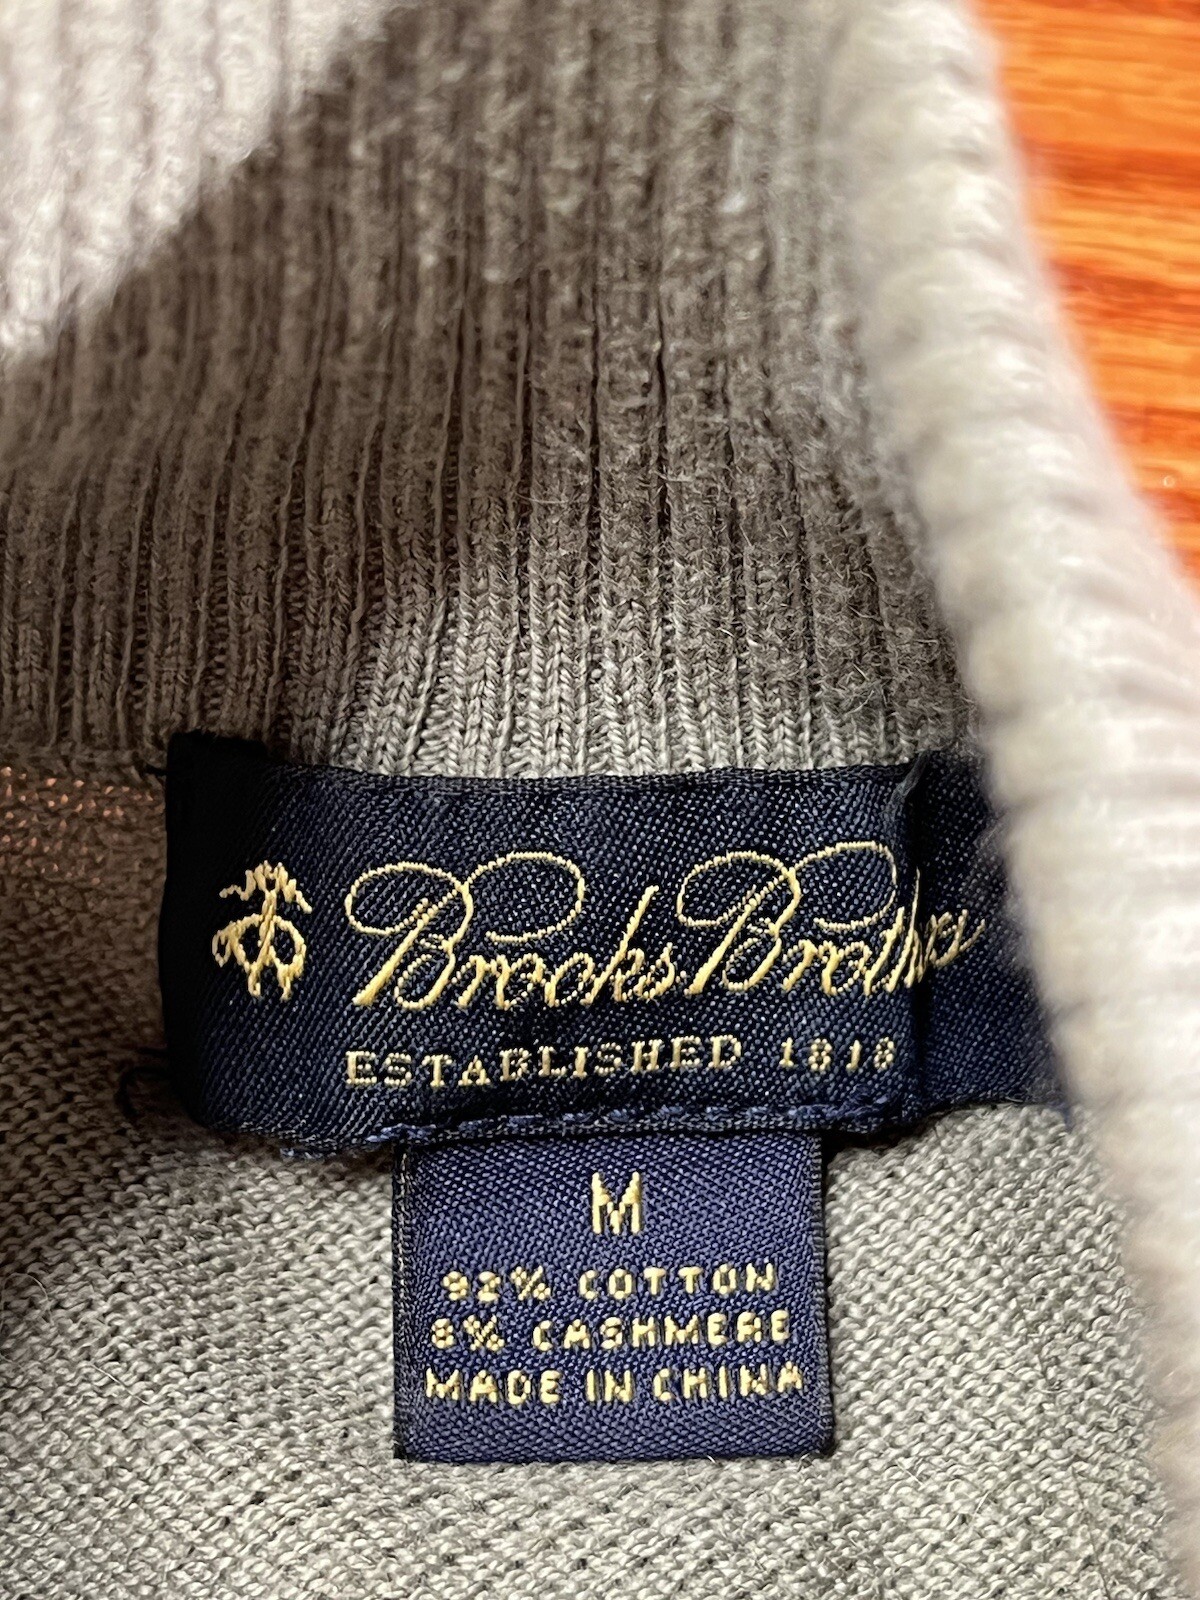 Brooks Brothers
ESTABLISHED 1818
M
92% COTTON
8% CASHMERE
MADE IN CHINA